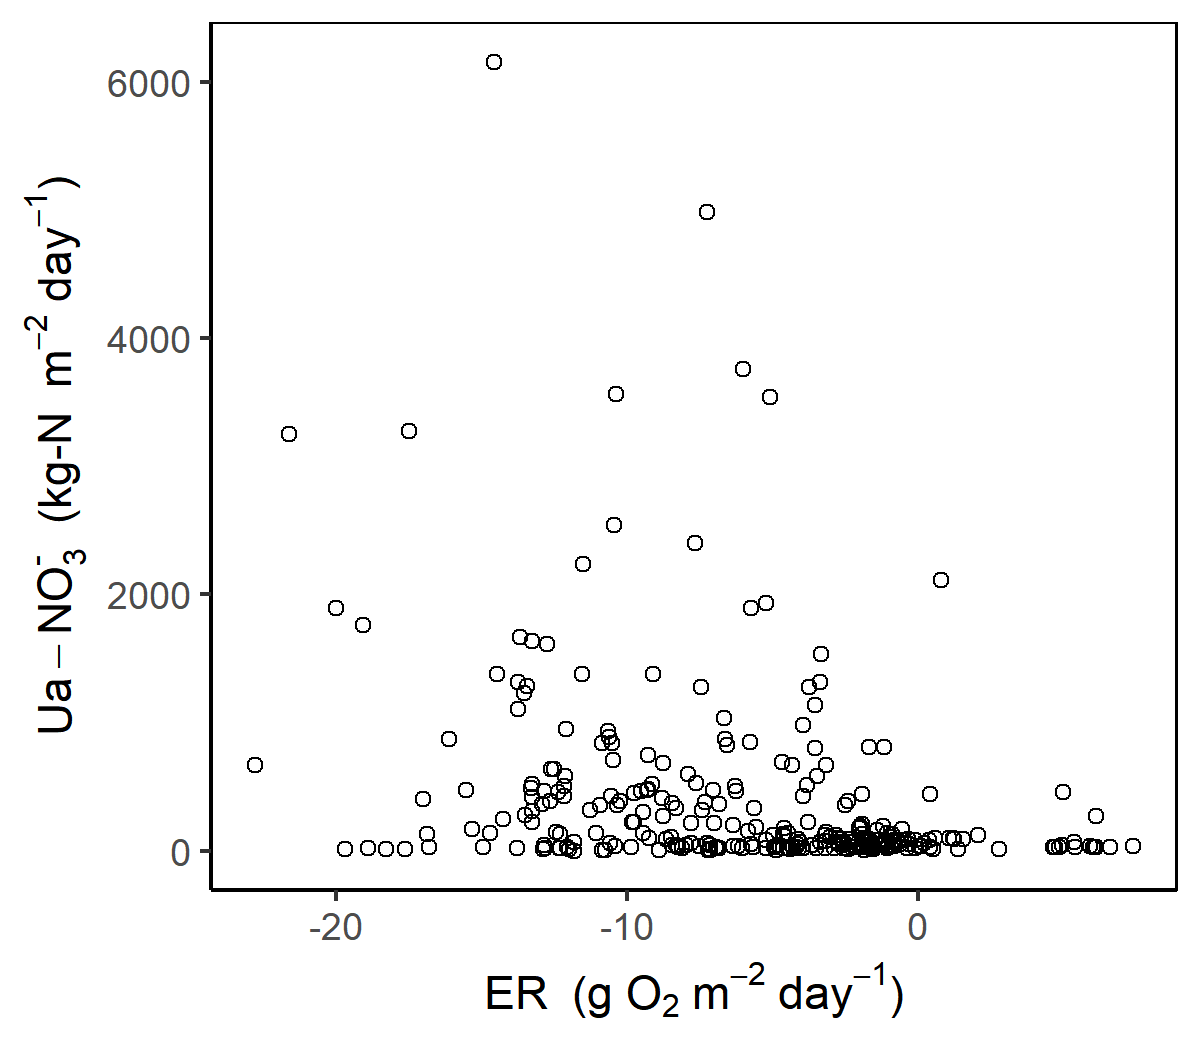 6000
4000
2000
0
Ua – NO₃⁻ (kg-N m⁻² day⁻¹)
-20 -10 0
ER (g O₂ m⁻² day⁻¹)